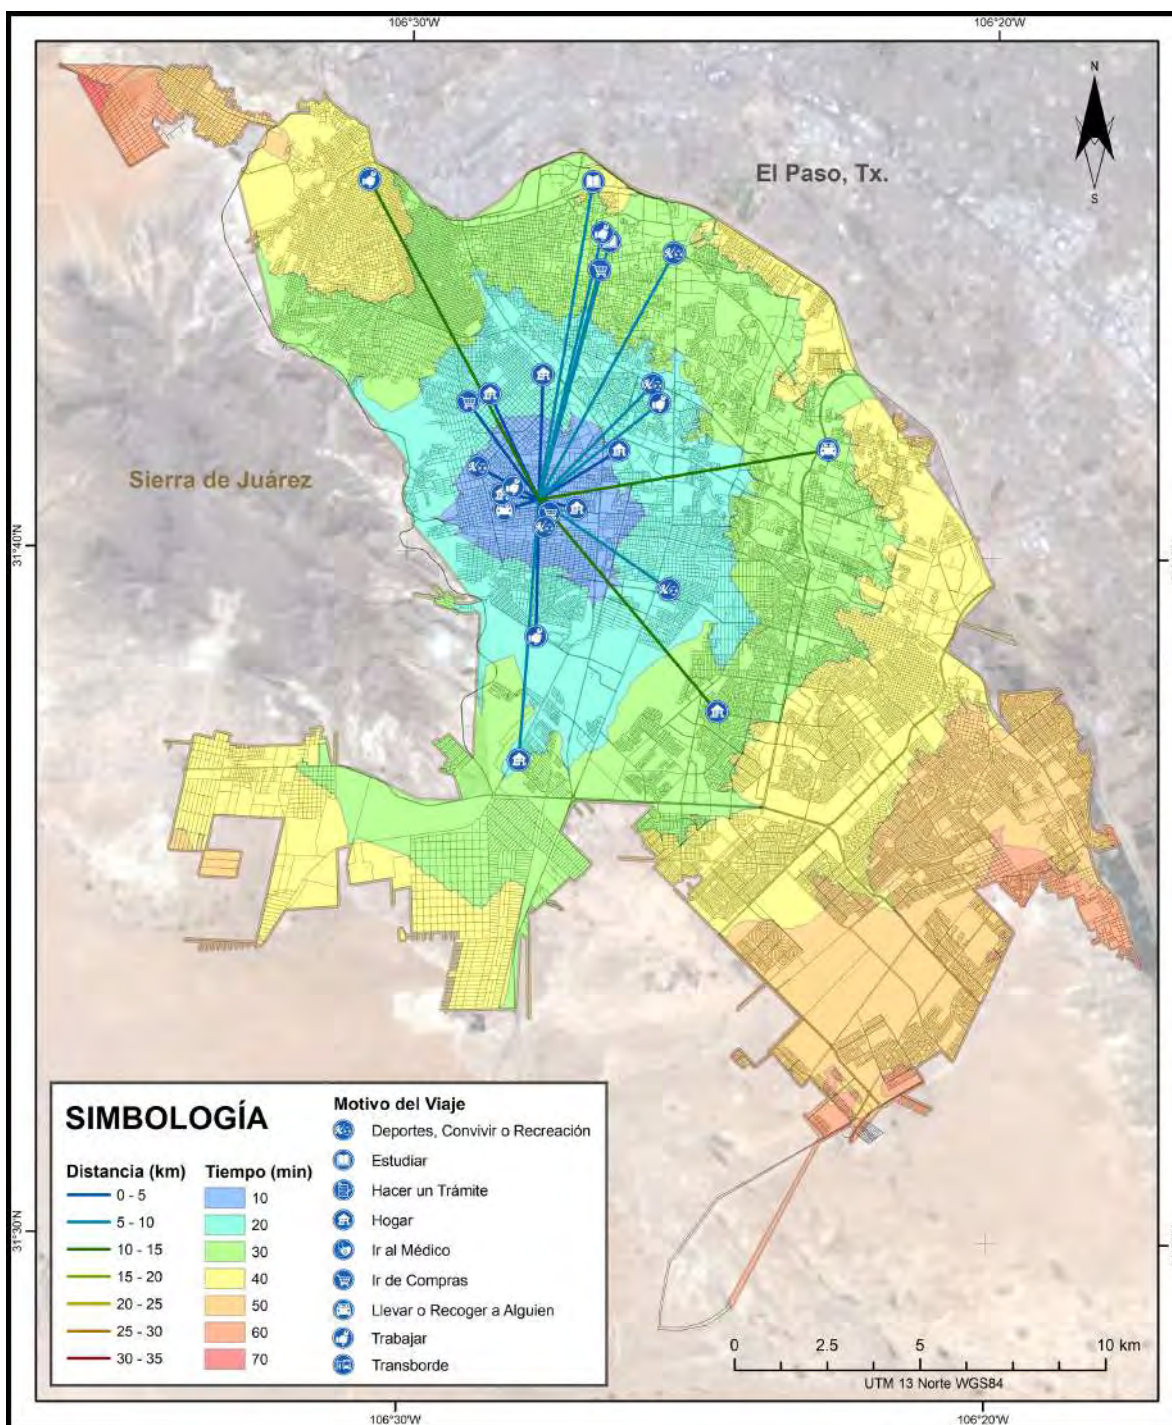 106°30'W 106°20'W
N
El Paso, Tx.
S
Sierra de Juárez
31°40'N
31°30'N
SIMBOLOGÍA
Distancia (km)
0 - 5
5 - 10
10 - 15
15 - 20
20 - 25
25 - 30
30 - 35
Tiempo (min)
10
20
30
40
50
60
70
Motivo del Viaje
Deportes, Convivir o Recreación
Estudiar
Hacer un Trámite
Hogar
Ir al Médico
Ir de Compras
Llevar o Recoger a Alguien
Trabajar
Transborde
0 2.5 5 10 km
UTM 13 Norte WGS84
106°30'W 106°20'W